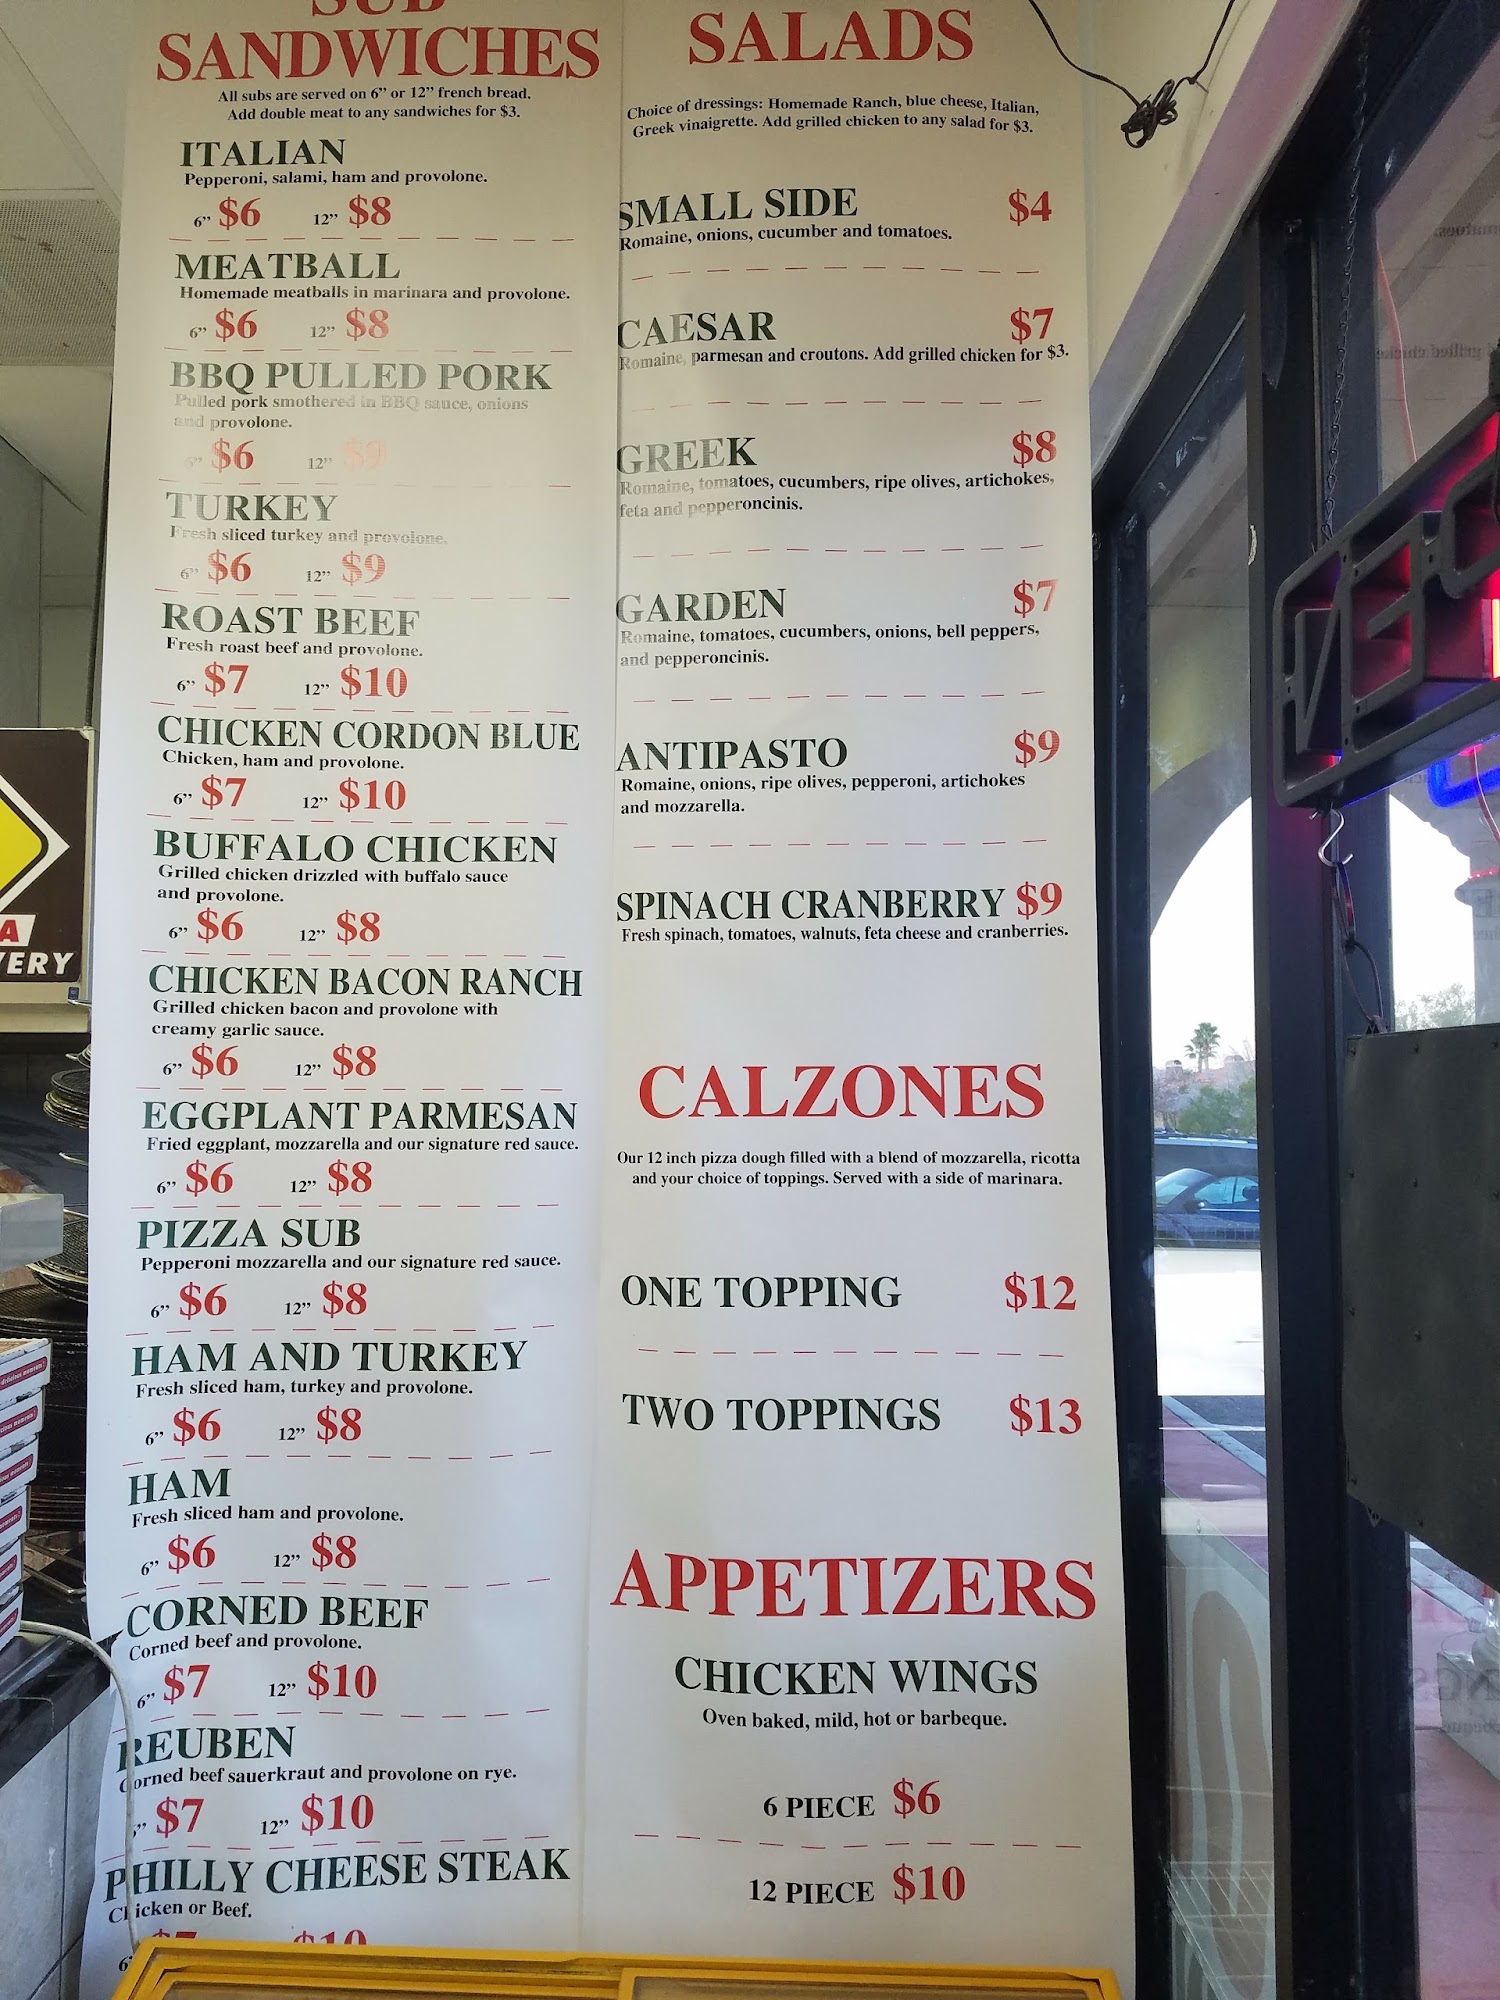 SUB
SANDWICHES
All subs are served on 6” or 12” french bread.
Add double meat to any sandwiches for $3.
ITALIAN
Pepperoni, salami, ham and provolone.
6” $6 12” $8
MEATBALL
Homemade meatballs in marinara and provolone.
6” $6 12” $8
BBQ PULLED PORK
Pulled pork smothered in BBQ sauce, onions
and provolone.
6” $6 12” $9
TURKEY
Fresh sliced turkey and provolone.
6” $6 12” $9
ROAST BEEF
Fresh roast beef and provolone.
6” $7 12” $10
CHICKEN CORDON BLUE
Chicken, ham and provolone.
6” $7 12” $10
BUFFALO CHICKEN
Grilled chicken drizzled with buffalo sauce
and provolone.
6” $6 12” $8
CHICKEN BACON RANCH
Grilled chicken bacon and provolone with
creamy garlic sauce.
6” $6 12” $8
EGGPLANT PARMESAN
Fried eggplant, mozzarella and our signature red sauce.
6” $6 12” $8
PIZZA SUB
Pepperoni mozzarella and our signature red sauce.
6” $6 12” $8
HAM AND TURKEY
Fresh sliced ham, turkey and provolone.
6” $6 12” $8
HAM
Fresh sliced ham and provolone.
6” $6 12” $8
CORNED BEEF
Corned beef and provolone.
6” $7 12” $10
REUBEN
Corned beef sauerkraut and provolone on rye.
$7 12” $10
PHILLY CHEESE STEAK
Chicken or Beef.
6” $7 $10
SALADS
Choice of dressings: Homemade Ranch, blue cheese, Italian,
Greek vinaigrette. Add grilled chicken to any salad for $3.
SMALL SIDE $4
Romaine, onions, cucumber and tomatoes.
CAESAR $7
Romaine, parmesan and croutons. Add grilled chicken for $3.
GREEK $8
Romaine, tomatoes, cucumbers, ripe olives, artichokes,
feta and pepperoncinis.
GARDEN $7
Romaine, tomatoes, cucumbers, onions, bell peppers,
and pepperoncinis.
ANTIPASTO $9
Romaine, onions, ripe olives, pepperoni, artichokes
and mozzarella.
SPINACH CRANBERRY $9
Fresh spinach, tomatoes, walnuts, feta cheese and cranberries.
CALZONES
Our 12 inch pizza dough filled with a blend of mozzarella, ricotta
and your choice of toppings. Served with a side of marinara.
ONE TOPPING $12
TWO TOPPINGS $13
APPETIZERS
CHICKEN WINGS
Oven baked, mild, hot or barbeque.
6 PIECE $6
12 PIECE $10
A
VERY